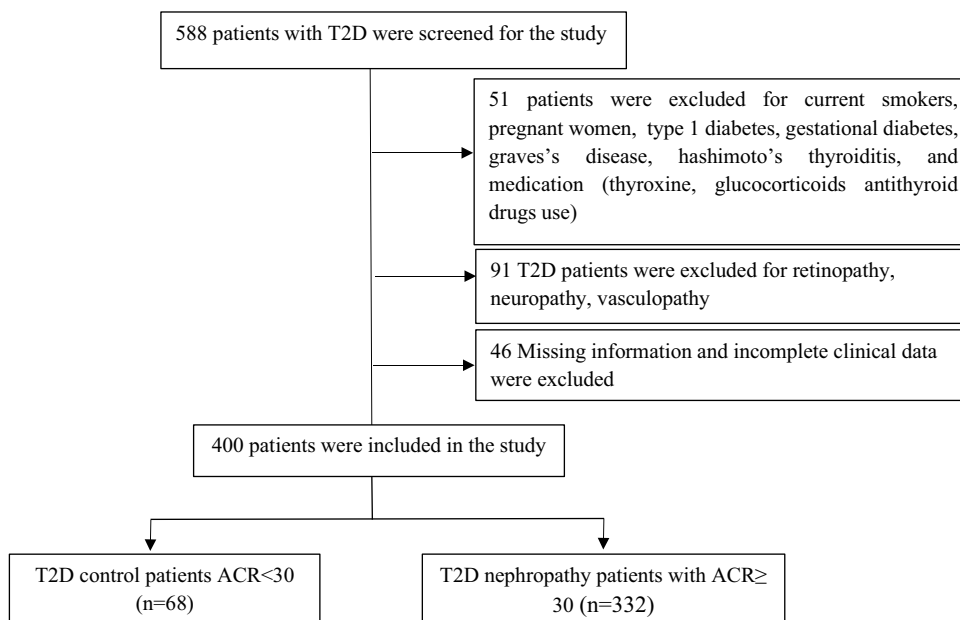 588 patients with T2D were screened for the study
51 patients were excluded for current smokers,
pregnant women, type 1 diabetes, gestational diabetes,
graves's disease, hashimoto's thyroiditis, and
medication (thyroxine, glucocorticoids antithyroid
drugs use)
91 T2D patients were excluded for retinopathy,
neuropathy, vasculopathy
46 Missing information and incomplete clinical data
were excluded
400 patients were included in the study
T2D control patients ACR<30
(n=68)
T2D nephropathy patients with ACR≥
30 (n=332)